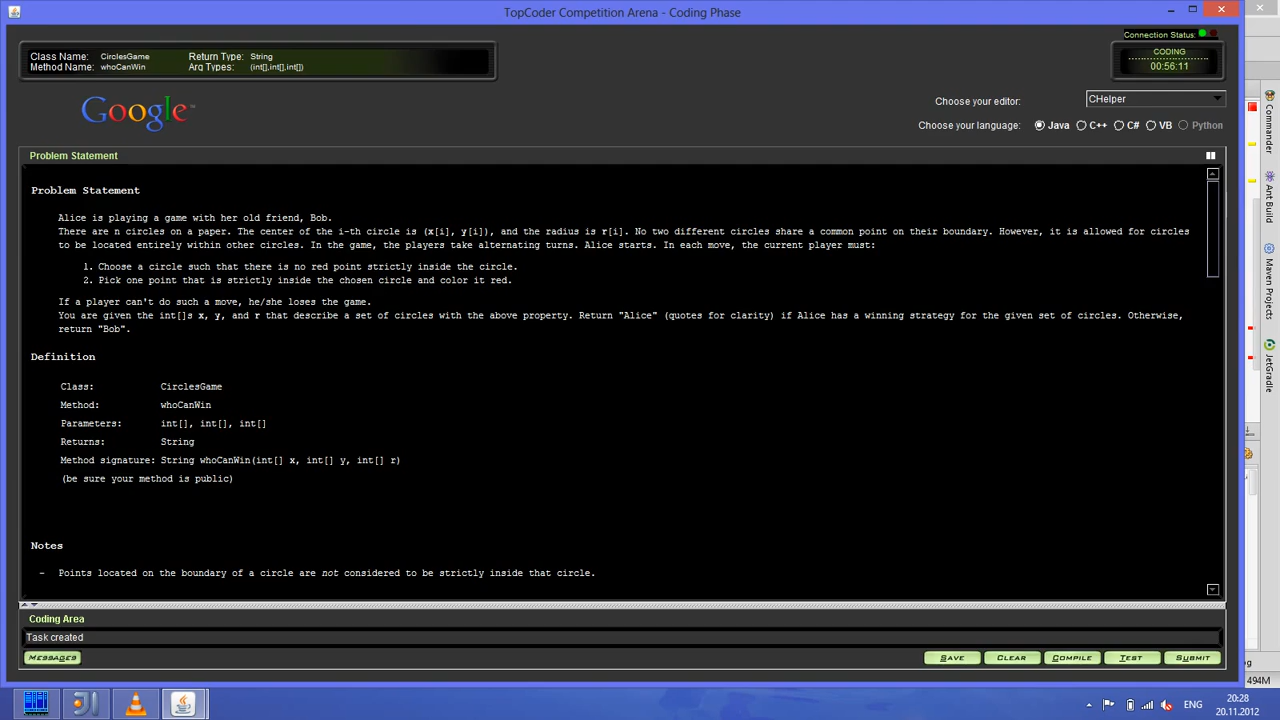 TopCoder Competition Arena - Coding Phase
Connection Status:
Class Name: CirclesGame Return Type: String
Method Name: whoCanWin Arg Types: (int[],int[],int[])
CODING
00:56:11
Google
Choose your editor: CHelper
Choose your language: Java C++ C# VB Python
Problem Statement
Problem Statement
Alice is playing a game with her old friend, Bob.
There are n circles on a paper. The center of the i-th circle is (x[i], y[i]), and the radius is r[i]. No two different circles share a common point on their boundary. However, it is allowed for circles
to be located entirely within other circles. In the game, the players take alternating turns. Alice starts. In each move, the current player must:
1. Choose a circle such that there is no red point strictly inside the circle.
2. Pick one point that is strictly inside the chosen circle and color it red.
If a player can't do such a move, he/she loses the game.
You are given the int[]s x, y, and r that describe a set of circles with the above property. Return "Alice" (quotes for clarity) if Alice has a winning strategy for the given set of circles. Otherwise,
return "Bob".
Definition
Class: CirclesGame
Method: whoCanWin
Parameters: int[], int[], int[]
Returns: String
Method signature: String whoCanWin(int[] x, int[] y, int[] r)
(be sure your method is public)
Notes
- Points located on the boundary of a circle are not considered to be strictly inside that circle.
Coding Area
Task created
MESSAGES SAVE CLEAR COMPILE TEST SUBMIT
Commander
Ant Build
Maven Projects
JetGradle
494M
ENG
20:28
20.11.2012